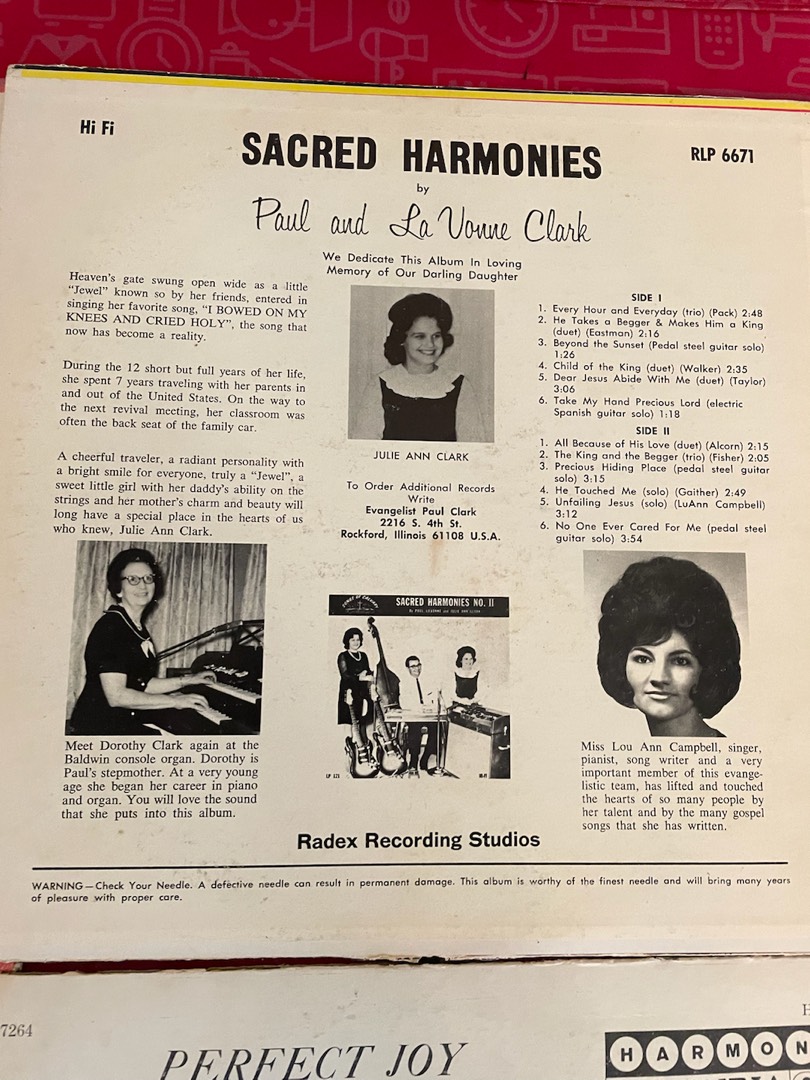 Hi Fi
SACRED HARMONIES
RLP 6671
by
Paul and La Vonne Clark
We Dedicate This Album In Loving
Memory of Our Darling Daughter
Heaven's gate swung open wide as a little
"Jewel" known so by her friends, entered in
singing her favorite song, "I BOWED ON MY
KNEES AND CRIED HOLY", the song that
now has become a reality.
During the 12 short but full years of her life,
she spent 7 years traveling with her parents in
and out of the United States. On the way to
the next revival meeting, her classroom was
often the back seat of the family car.
A cheerful traveler, a radiant personality with
a bright smile for everyone, truly a "Jewel", a
sweet little girl with her daddy's ability on the
strings and her mother's charm and beauty will
long have a special place in the hearts of us
who knew, Julie Ann Clark.
JULIE ANN CLARK
To Order Additional Records
Write
Evangelist Paul Clark
2216 S. 4th St.
Rockford, Illinois 61108 U.S.A.
SIDE I
1. Every Hour and Everyday (trio) (Pack) 2:48
2. He Takes a Begger & Makes Him a King
(duet) (Eastman) 2:16
3. Beyond the Sunset (Pedal steel guitar solo)
1:26
4. Child of the King (duet) (Walker) 2:35
5. Dear Jesus Abide With Me (duet) (Taylor)
3:06
6. Take My Hand Precious Lord (electric
Spanish guitar solo) 1:18
SIDE II
1. All Because of His Love (duet) (Alcorn) 2:15
2. The King and the Begger (trio) (Fisher) 2:05
3. Precious Hiding Place (pedal steel guitar
solo) 3:15
4. He Touched Me (solo) (Gaither) 2:49
5. Unfailing Jesus (solo) (LuAnn Campbell)
3:12
6. No One Ever Cared For Me (pedal steel
guitar solo) 3:54
Meet Dorothy Clark again at the
Baldwin console organ. Dorothy is
Paul's stepmother. At a very young
age she began her career in piano
and organ. You will love the sound
that she puts into this album.
SACRED HARMONIES NO. II
Miss Lou Ann Campbell, singer,
pianist, song writer and a very
important member of this evange-
listic team, has lifted and touched
the hearts of so many people by
her talent and by the many gospel
songs that she has written.
Radex Recording Studios
WARNING—Check Your Needle. A defective needle can result in permanent damage. This album is worthy of the finest needle and will bring many years
of pleasure with proper care.
7264
PERFECT JOY
H
HARMON